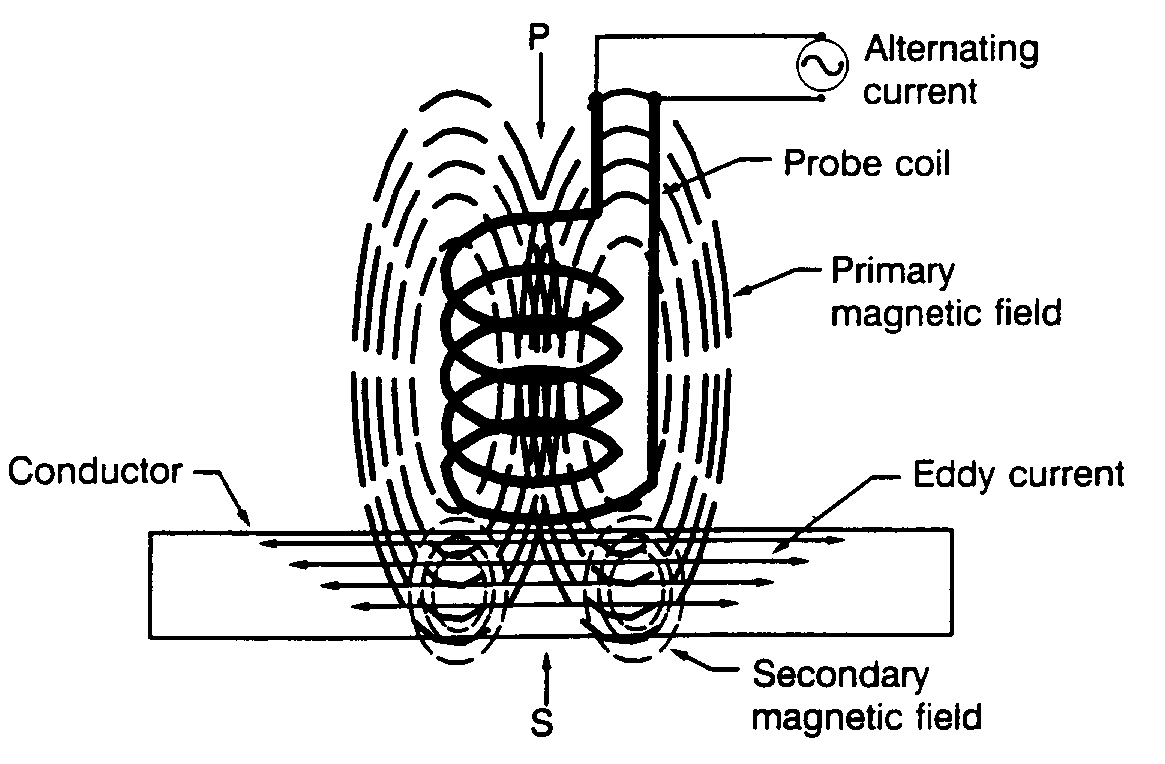 P
Alternating
current
Probe coil
Primary
magnetic field
Conductor
Eddy current
Secondary
magnetic field
S